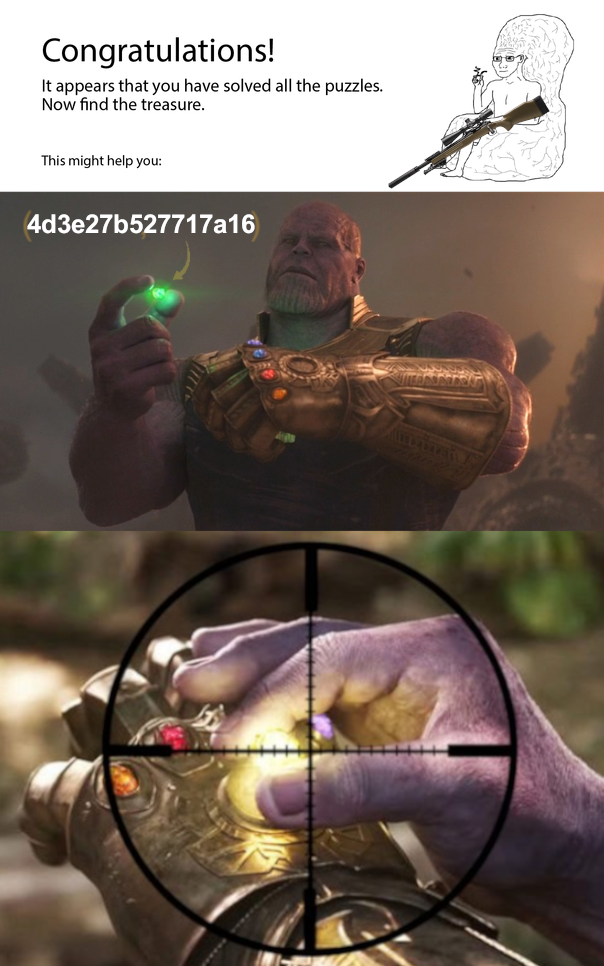 Congratulations!
It appears that you have solved all the puzzles.
Now find the treasure.
This might help you:
(4d3e27b527717a16)